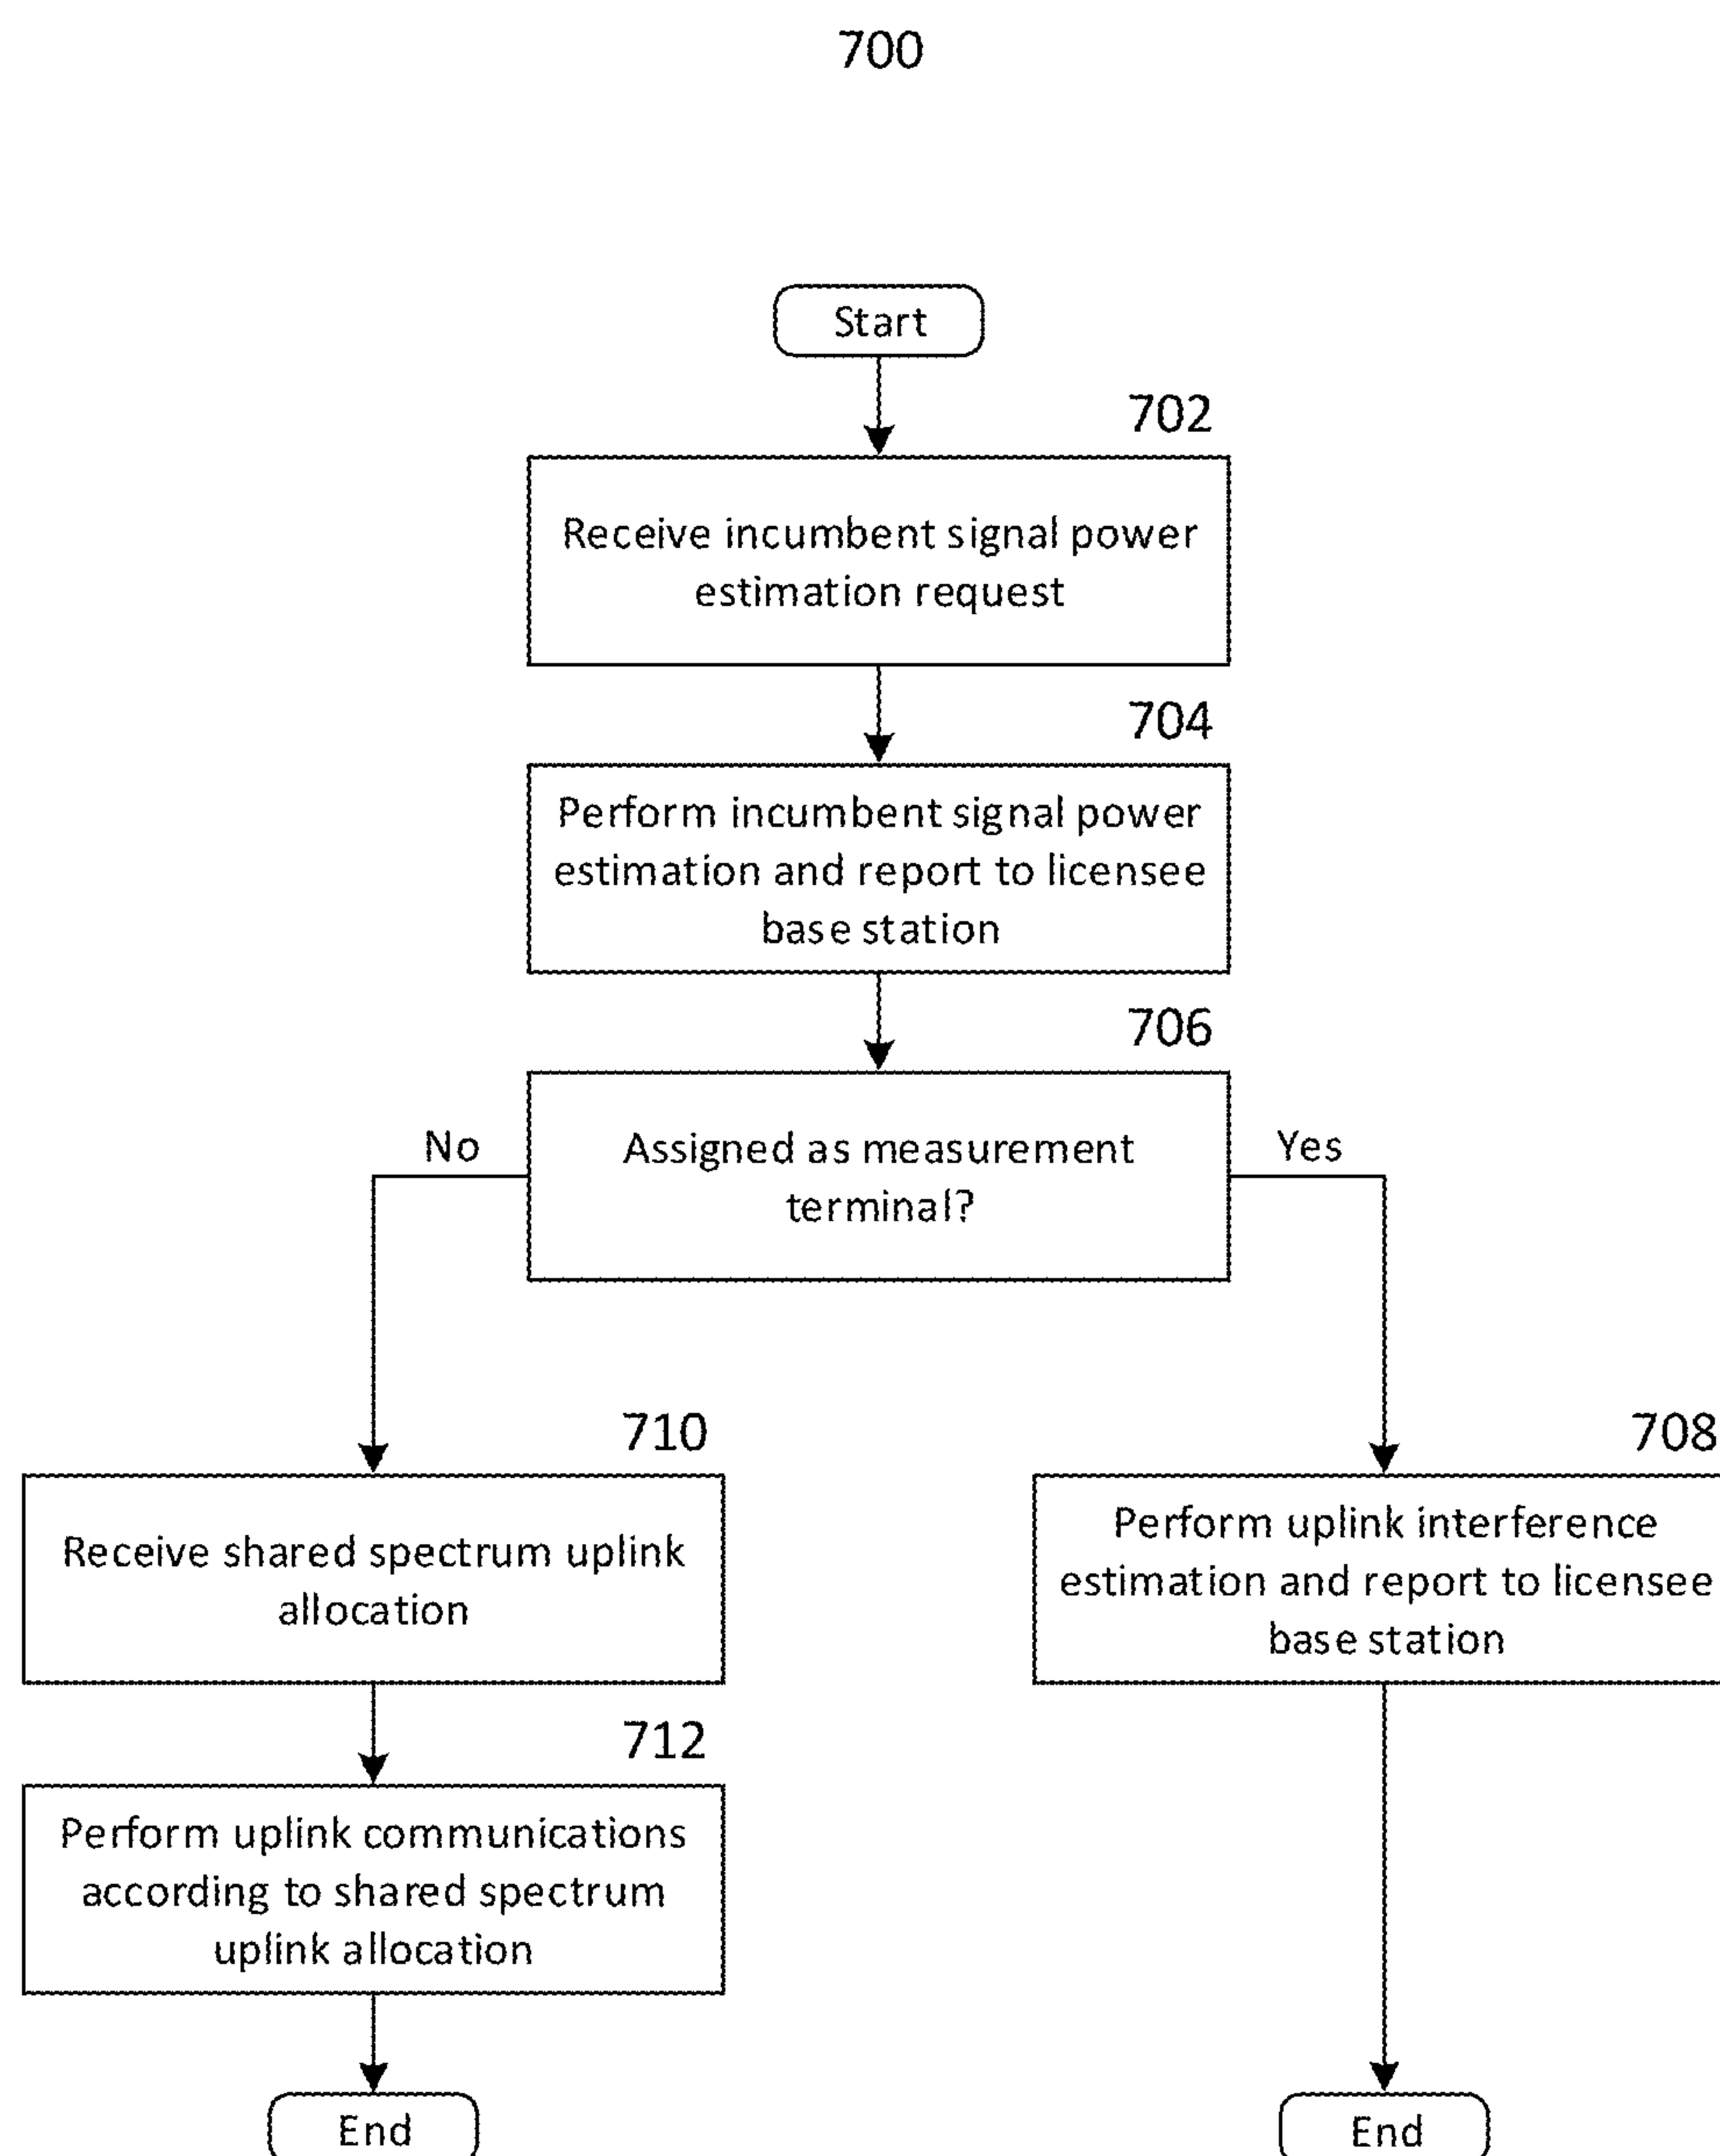 700
Start
702
Receive incumbent signal power
estimation request
704
Perform incumbent signal power
estimation and report to licensee
base station
706
No
Assigned as measurement
terminal?
Yes
710
Receive shared spectrum uplink
allocation
708
Perform uplink interference
estimation and report to licensee
base station
712
Perform uplink communications
according to shared spectrum
uplink allocation
End
End